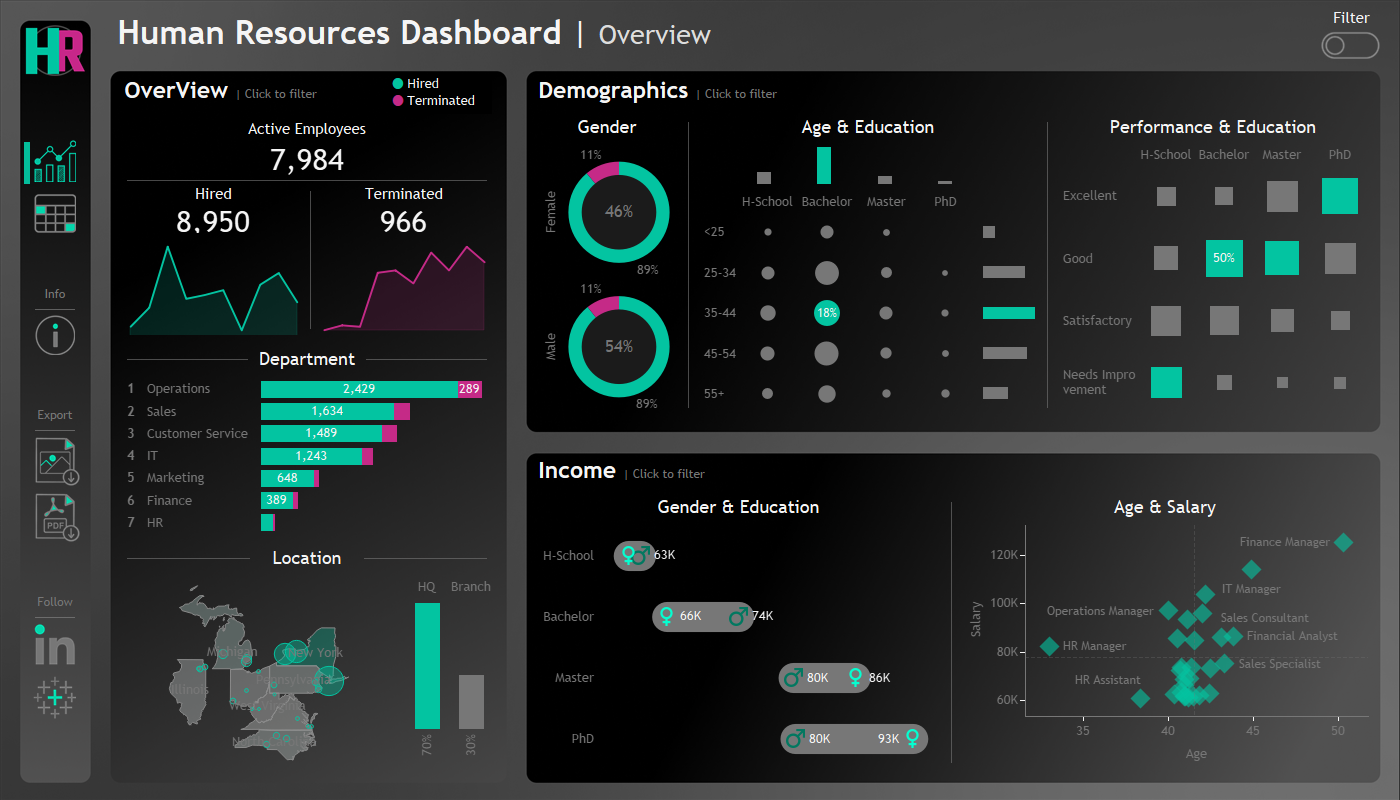 HR
Human Resources Dashboard | Overview
Filter
OverView | Click to filter
Hired
Terminated
Active Employees
7,984
Hired
8,950
Terminated
966
Department
1 Operations 2,429 289
2 Sales 1,634
3 Customer Service 1,489
4 IT 1,243
5 Marketing 648
6 Finance 389
7 HR
Location
HQ Branch
Michigan
New York
Illinois
Pennsylvania
West Virginia
North Carolina
70% 30%
Info
Export
PDF
Follow
in
Demographics | Click to filter
Gender
11%
Female
46%
89%
11%
Male
54%
89%
Age & Education
H-School Bachelor Master PhD
<25
25-34
35-44 18%
45-54
55+
Performance & Education
H-School Bachelor Master PhD
Excellent
Good 50%
Satisfactory
Needs Impro
vement
Income | Click to filter
Gender & Education
H-School 63K
Bachelor 66K 74K
Master 80K 86K
PhD 80K 93K
Age & Salary
Salary
120K
100K
80K
60K
Finance Manager
IT Manager
Operations Manager
Sales Consultant
Financial Analyst
HR Manager
Sales Specialist
HR Assistant
35 40 45 50
Age